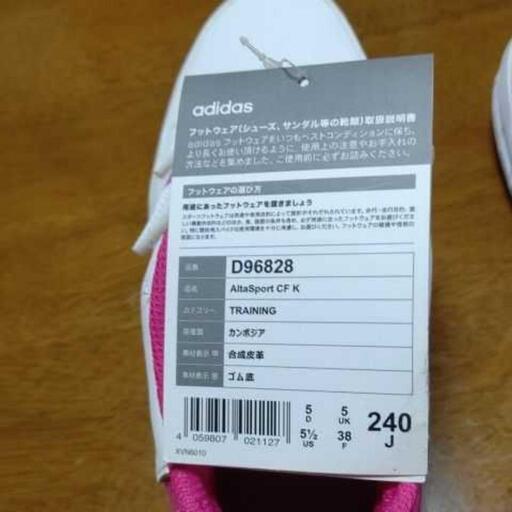 adidas
フットウェア(シューズ、サンダル等の靴類)取扱説明書
adidas フットウェアをいつもベストコンディションに保ち、
より長くお使い頂けるように、使用上の注意やお手入れの
方法などを集めました。ご使用前に必ずお読みください。
フットウェアの選び方
用途にあったフットウェアを履きましょう
品番 D96828
品名 AltaSport CF K
カテゴリー TRAINING
原産国 カンボジア
素材表示 甲 合成皮革
素材表示 底 ゴム底
5 D 5 UK 240 J
5½ US 38 F
4 059807 021127
XVN6010